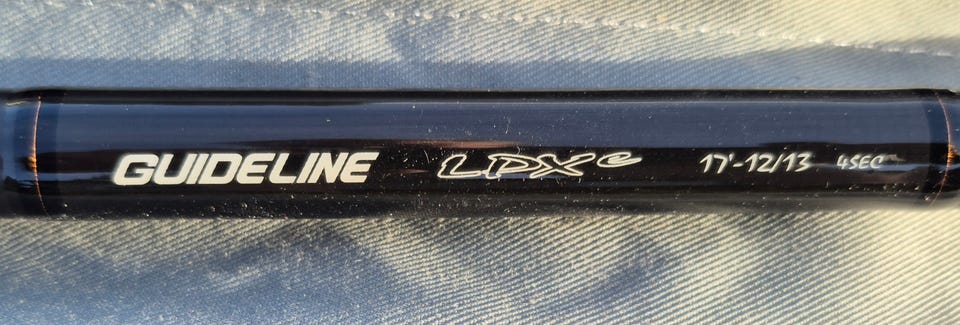 GUIDELINE LPXe 17'-12/13 4SEC